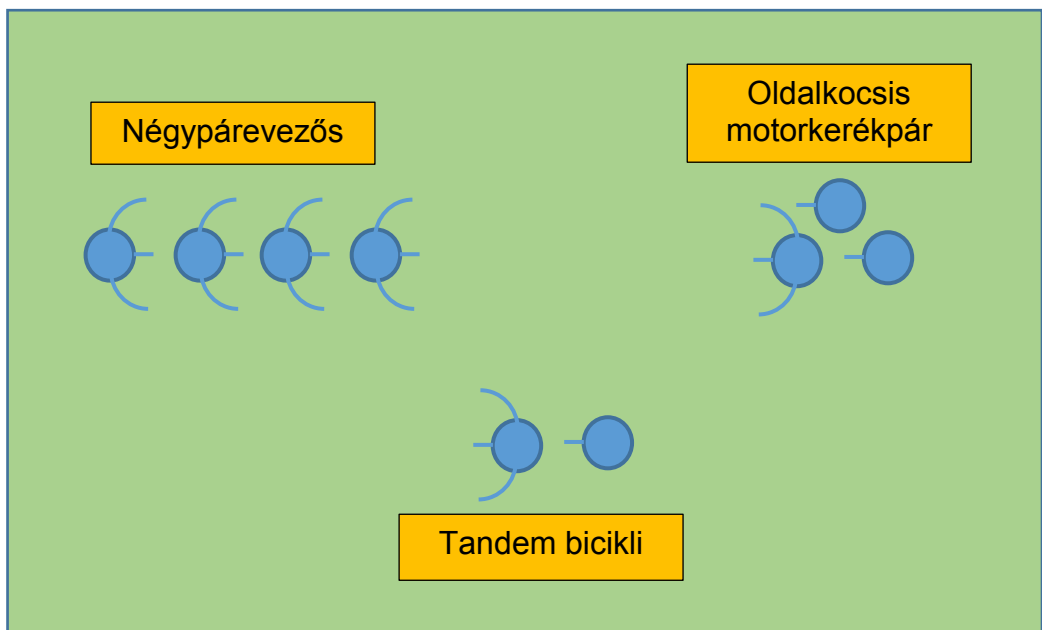 Négypárevezős
Oldalkocsis
motorkerékpár
Tandem bicikli